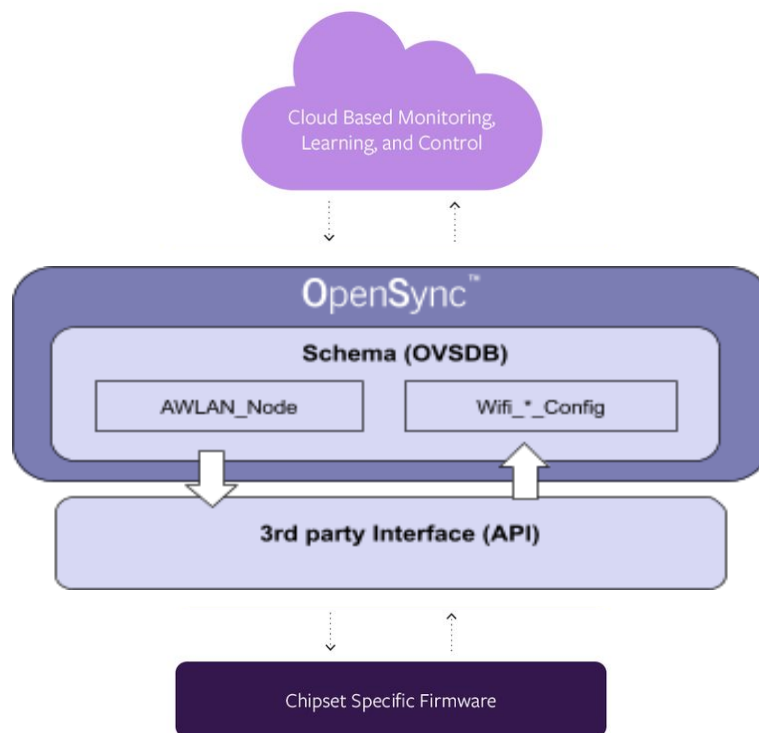 Cloud Based Monitoring,
Learning, and Control
OpenSync™
Schema (OVSDB)
AWLAN_Node
Wifi_*_Config
3rd party Interface (API)
Chipset Specific Firmware